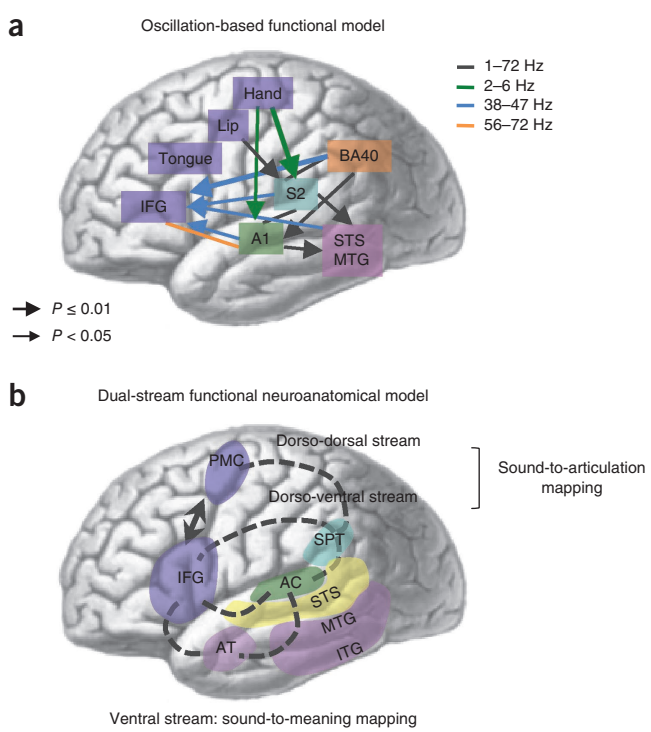 a
Oscillation-based functional model
1–72 Hz
2–6 Hz
38–47 Hz
56–72 Hz
Hand
Lip
Tongue
BA40
IFG
S2
A1
STS
MTG
P ≤ 0.01
P < 0.05
b
Dual-stream functional neuroanatomical model
Dorso-dorsal stream
PMC
Sound-to-articulation
mapping
Dorso-ventral stream
SPT
IFG
AC
STS
MTG
AT
ITG
Ventral stream: sound-to-meaning mapping